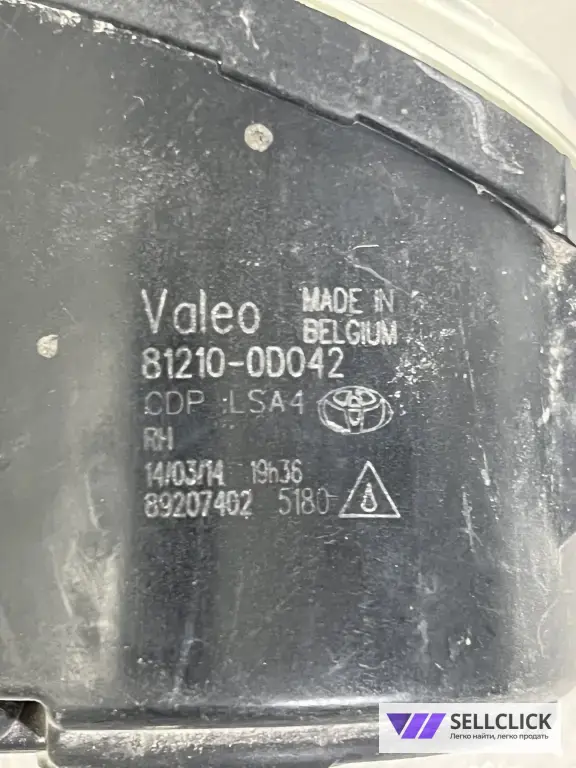 Valeo MADE IN
BELGIUM
81210-0D042
CDP :LSA4
RH
14/03/14 19h36
89207402 5180
SELLCLICK
Легко найти, легко продать